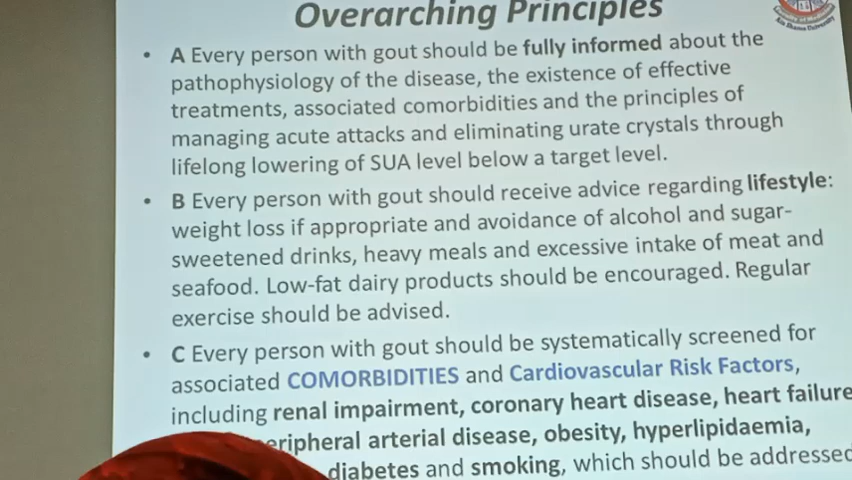 Overarching Principles
• A Every person with gout should be fully informed about the
pathophysiology of the disease, the existence of effective
treatments, associated comorbidities and the principles of
managing acute attacks and eliminating urate crystals through
lifelong lowering of SUA level below a target level.
• B Every person with gout should receive advice regarding lifestyle:
weight loss if appropriate and avoidance of alcohol and sugar-
sweetened drinks, heavy meals and excessive intake of meat and
seafood. Low-fat dairy products should be encouraged. Regular
exercise should be advised.
• C Every person with gout should be systematically screened for
associated COMORBIDITIES and Cardiovascular Risk Factors,
including renal impairment, coronary heart disease, heart failure
eripheral arterial disease, obesity, hyperlipidaemia,
diabetes and smoking, which should be addressed
Ain Shams University